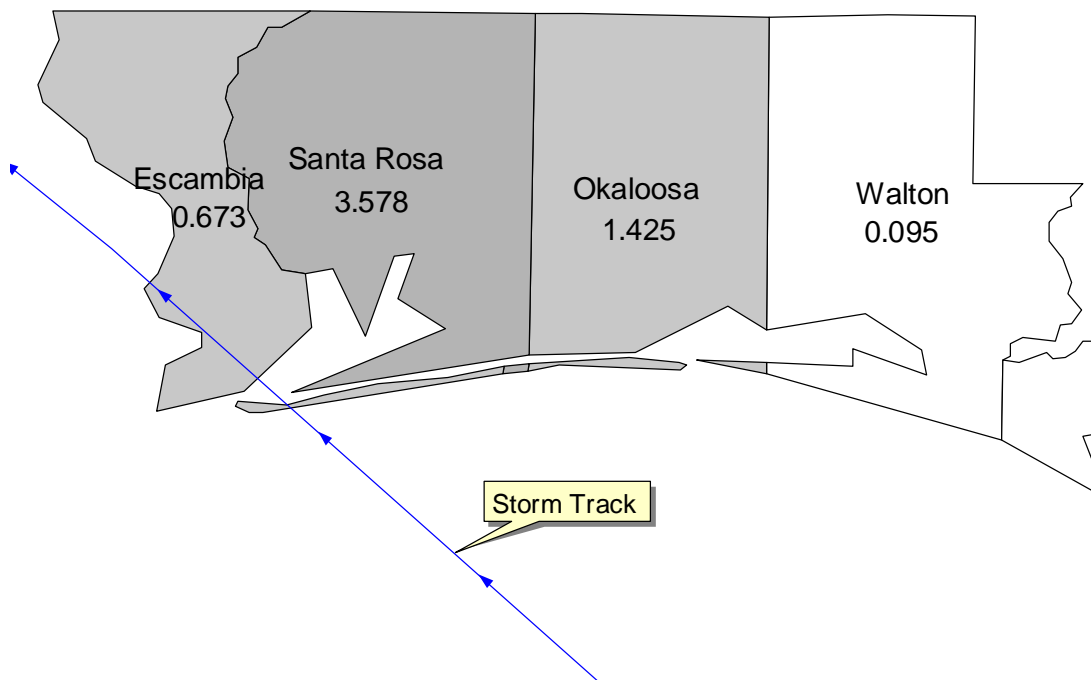 Escambia
0.673
Santa Rosa
3.578
Okaloosa
1.425
Walton
0.095
Storm Track